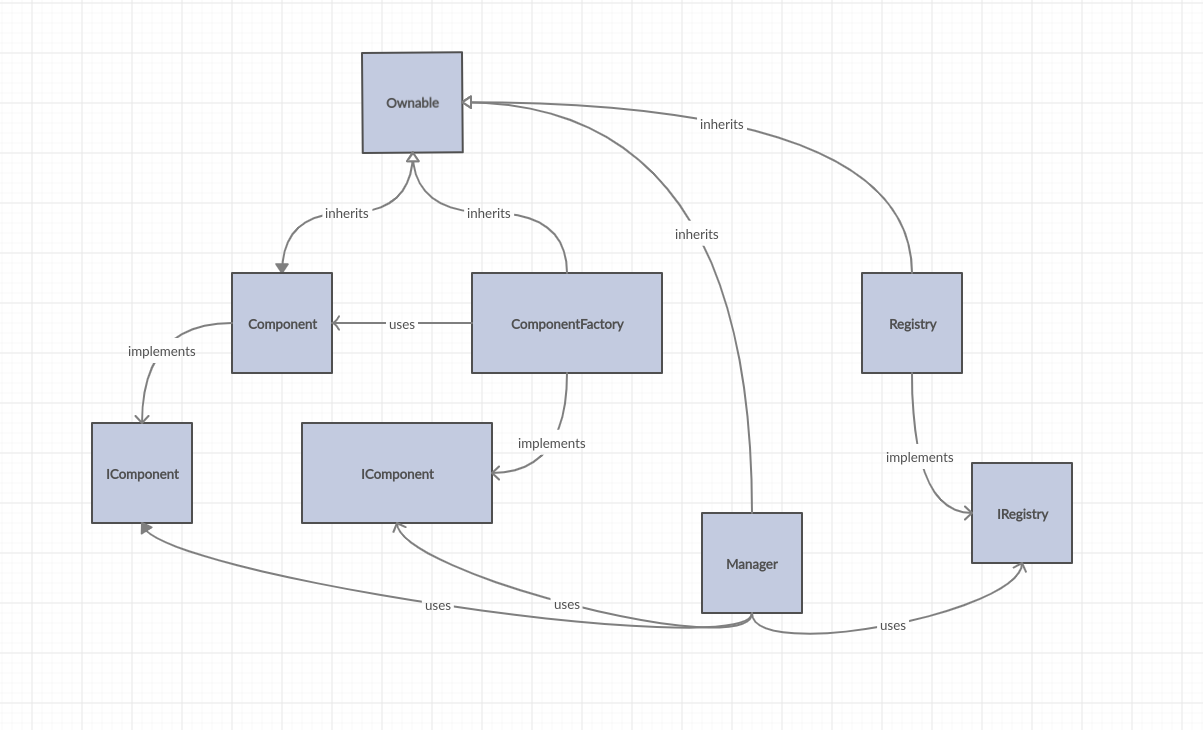 Ownable
inherits
inherits
inherits
inherits
Component
uses
ComponentFactory
Registry
implements
implements
implements
IComponent
IComponent
IRegistry
Manager
uses
uses
uses